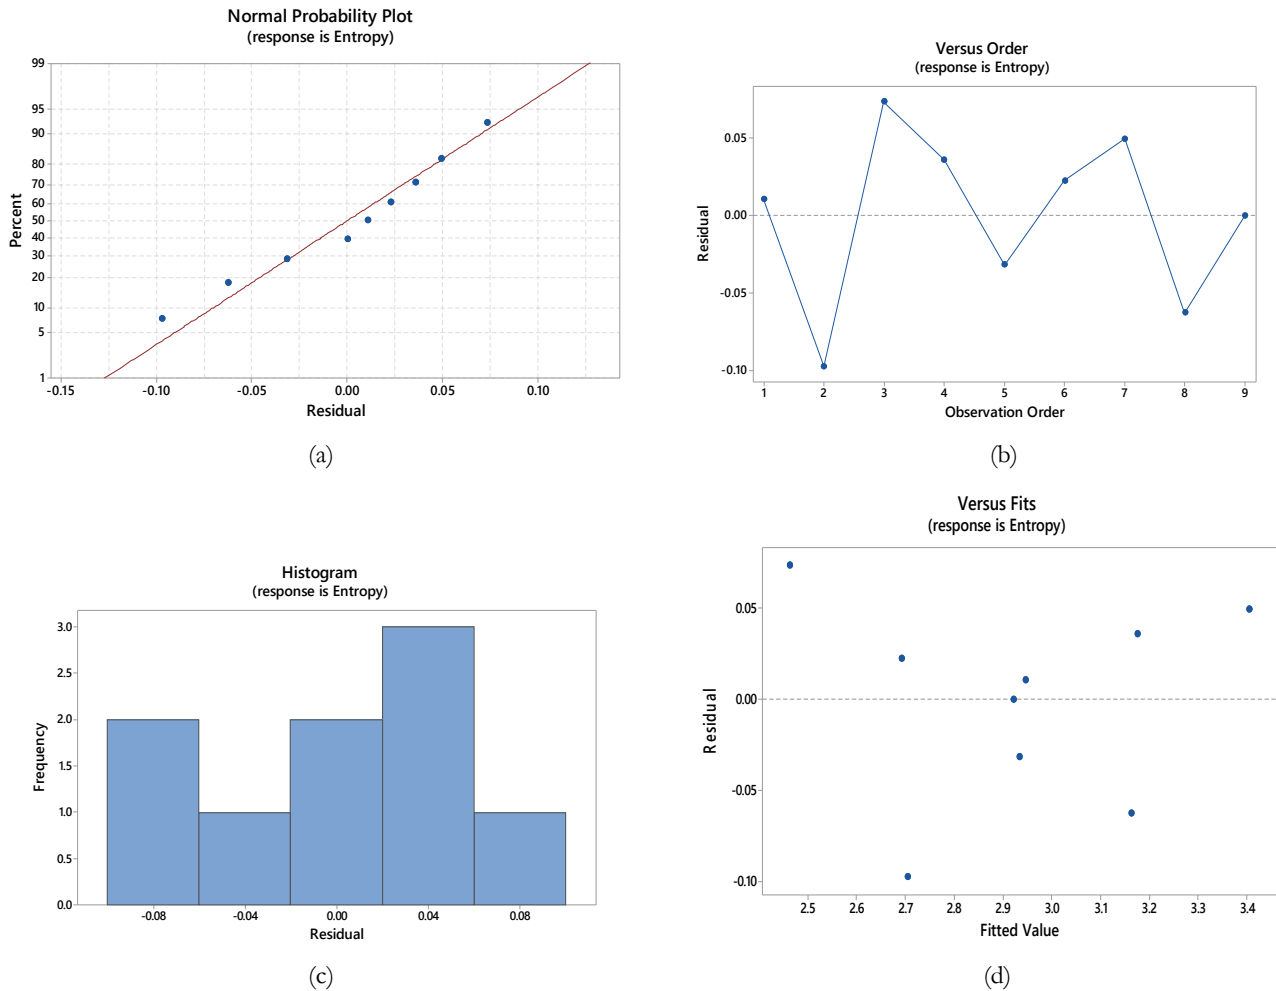 Normal Probability Plot
(response is Entropy)
99
95
90
80
70
60
50
40
30
20
10
5
1
Percent
-0.15
-0.10
-0.05
0.00
0.05
0.10
Residual
(a)
Versus Order
(response is Entropy)
0.05
0.00
-0.05
-0.10
Residual
1
2
3
4
5
6
7
8
9
Observation Order
(b)
Histogram
(response is Entropy)
3.0
2.5
2.0
1.5
1.0
0.5
0.0
Frequency
-0.08
-0.04
0.00
0.04
0.08
Residual
(c)
Versus Fits
(response is Entropy)
0.05
0.00
-0.05
-0.10
Residual
2.5
2.6
2.7
2.8
2.9
3.0
3.1
3.2
3.3
3.4
Fitted Value
(d)